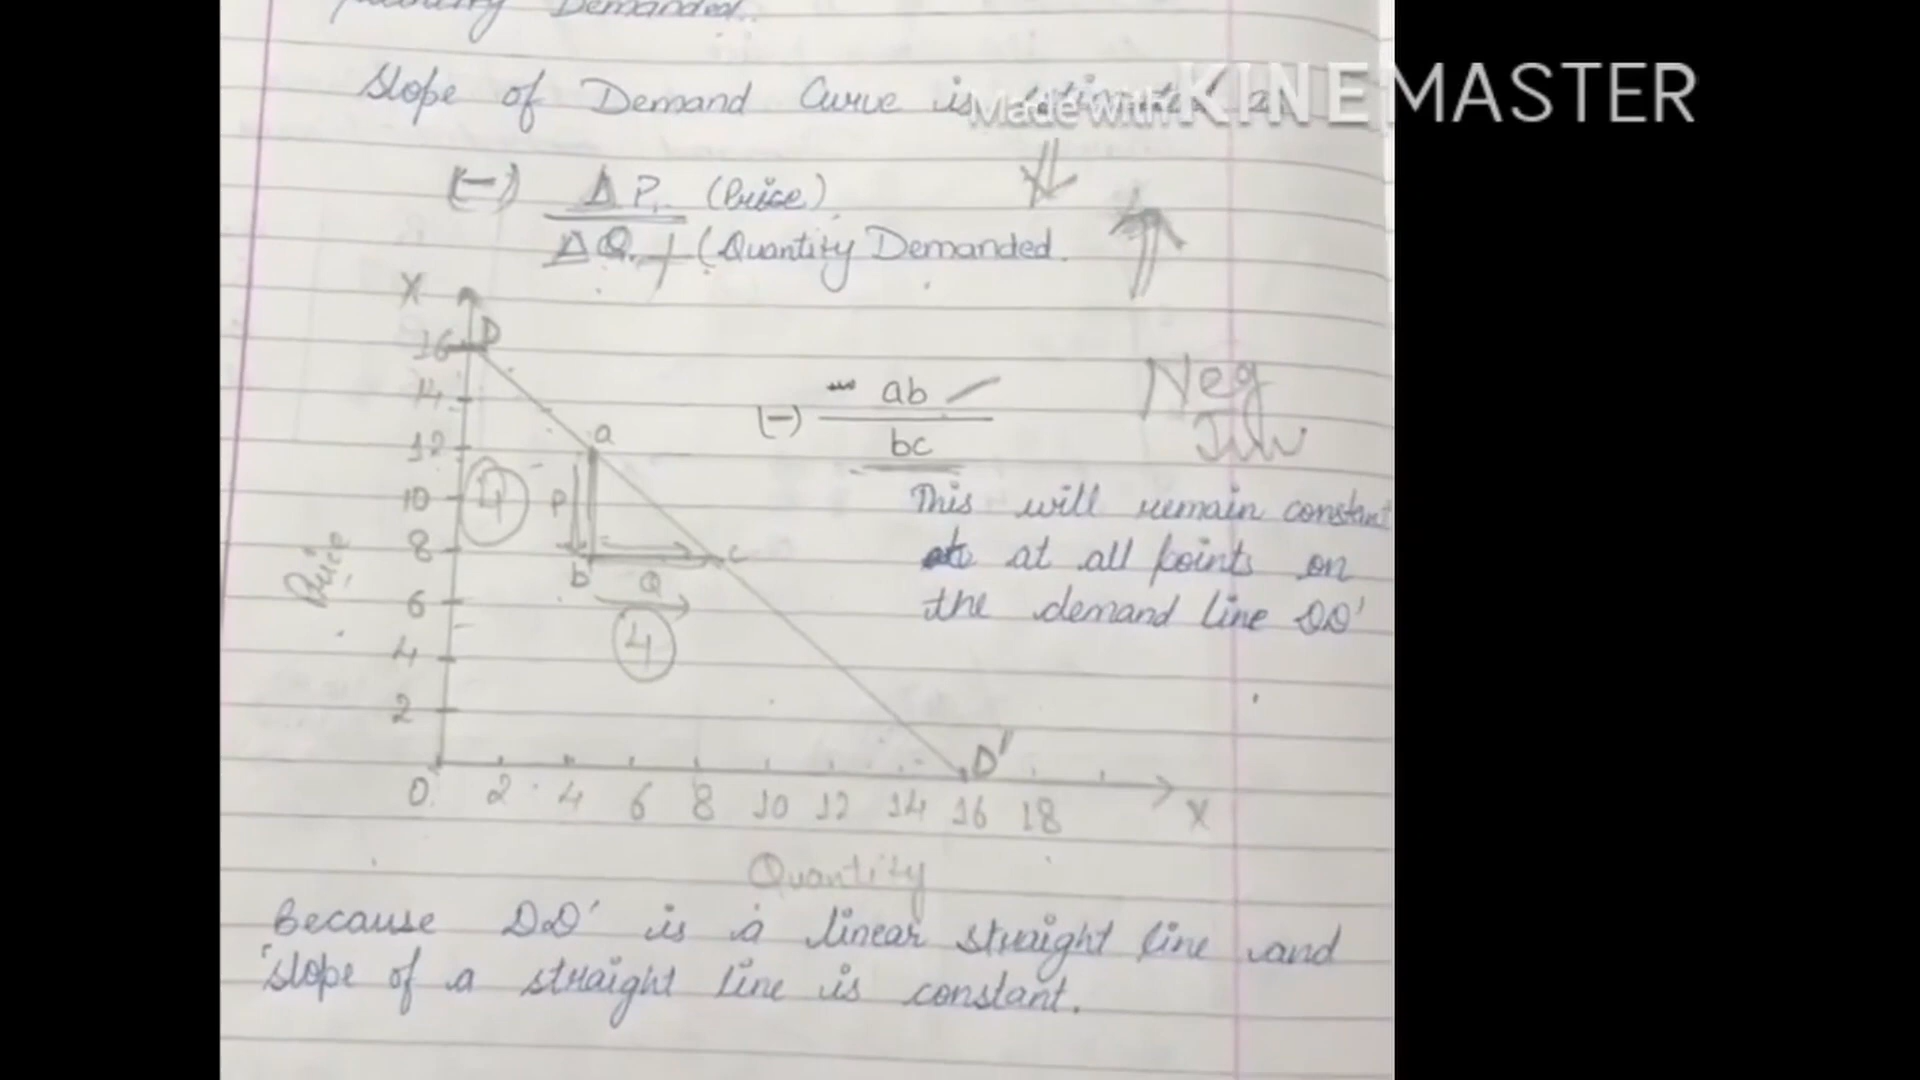 Demanded.
Slope of Demand Curve is estimated as
Made with KINEMASTER
(-) ΔP (Price)
ΔQ (Quantity Demanded.
X
16 D
14
12 a
10 4 P
8 b c
Q
6
4
4
2
Price
(-) ab
bc
Neg
This will remain constant
at all points on
the demand line DD'
D'
0 2 4 6 8 10 12 14 16 18 X
Quantity
Because DD' is a linear straight line and
slope of a straight line is constant.